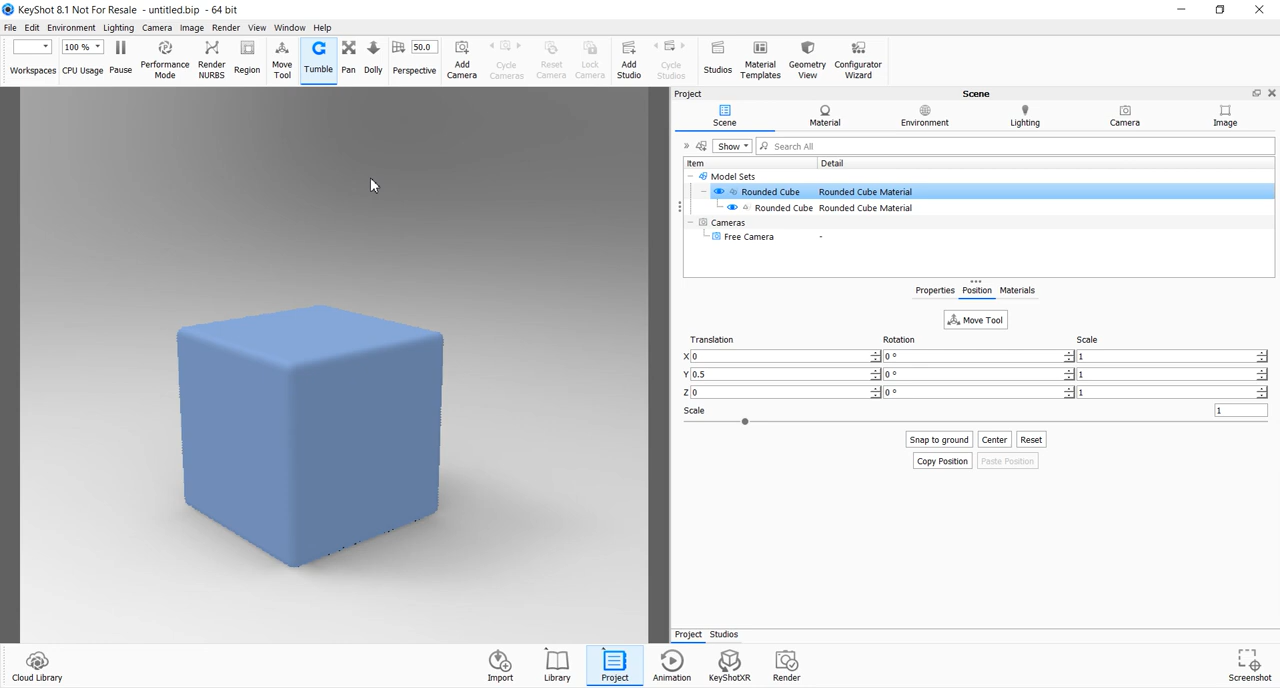 KeyShot 8.1 Not For Resale - untitled.bip - 64 bit
File Edit Environment Lighting Camera Image Render View Window Help
100 % 50.0
Workspaces CPU Usage Pause Performance Mode Render NURBS Region Move Tool Tumble Pan Dolly Perspective Add Camera Cycle Cameras Reset Camera Lock Camera Add Studio Cycle Studios Studios Material Templates Geometry View Configurator Wizard
Project Scene
Scene Material Environment Lighting Camera Image
» Show Search All
Item Detail
Model Sets
Rounded Cube Rounded Cube Material
Rounded Cube Rounded Cube Material
Cameras
Free Camera -
Properties Position Materials
Move Tool
Translation Rotation Scale
X 0 0 ° 1
Y 0.5 0 ° 1
Z 0 0 ° 1
Scale 1
Snap to ground Center Reset
Copy Position Paste Position
Project Studios
Cloud Library Import Library Project Animation KeyShotXR Render Screenshot